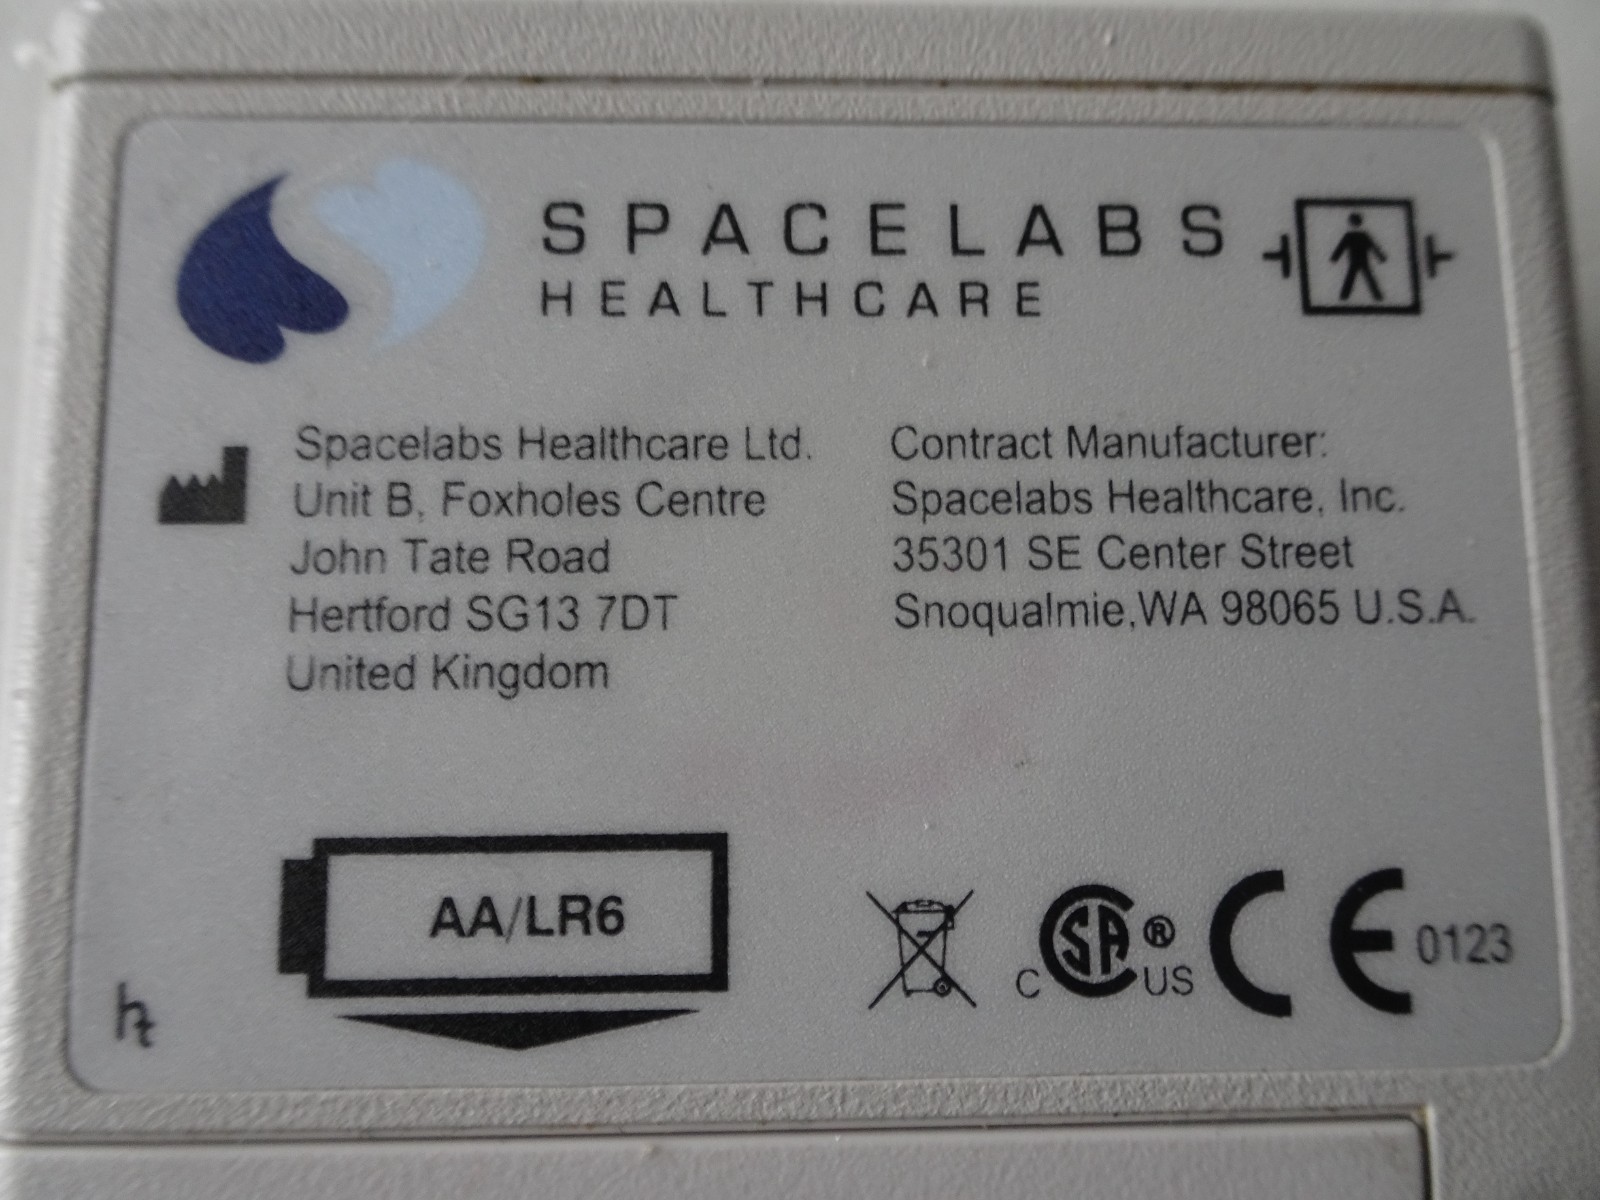 SPACELABS
HEALTHCARE
Spacelabs Healthcare Ltd.
Unit B, Foxholes Centre
John Tate Road
Hertford SG13 7DT
United Kingdom
Contract Manufacturer:
Spacelabs Healthcare, Inc.
35301 SE Center Street
Snoqualmie,WA 98065 U.S.A.
AA/LR6
C SA ® US
CE 0123